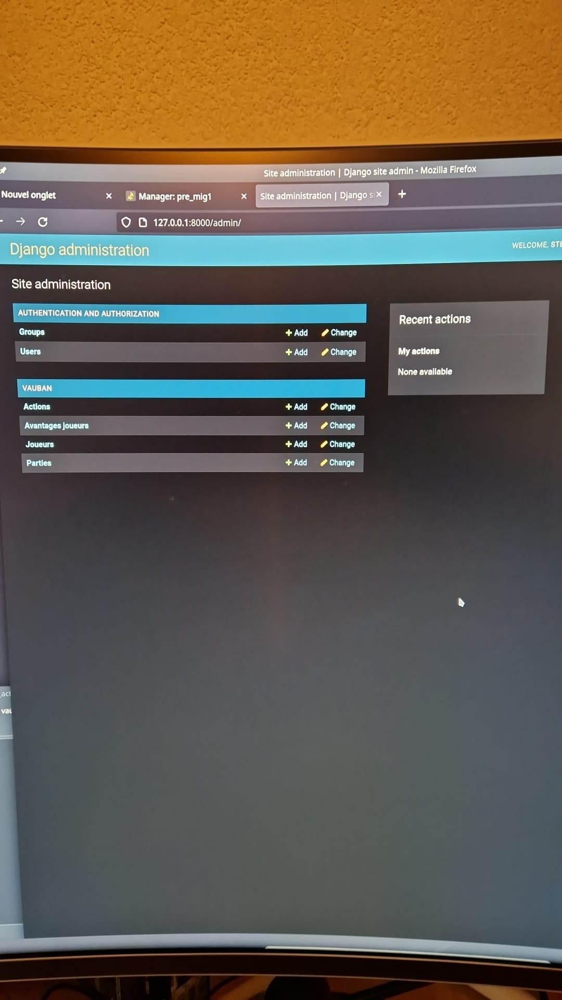 Site administration | Django site admin - Mozilla Firefox
Nouvel onglet
Manager: pre_mig1
Site administration | Django s
127.0.0.1:8000/admin/
Django administration
WELCOME, STE
Site administration
AUTHENTICATION AND AUTHORIZATION
Groups + Add Change
Users + Add Change
Recent actions
My actions
None available
VAUBAN
Actions + Add Change
Avantages joueurs + Add Change
Joueurs + Add Change
Parties + Add Change
_act
vau